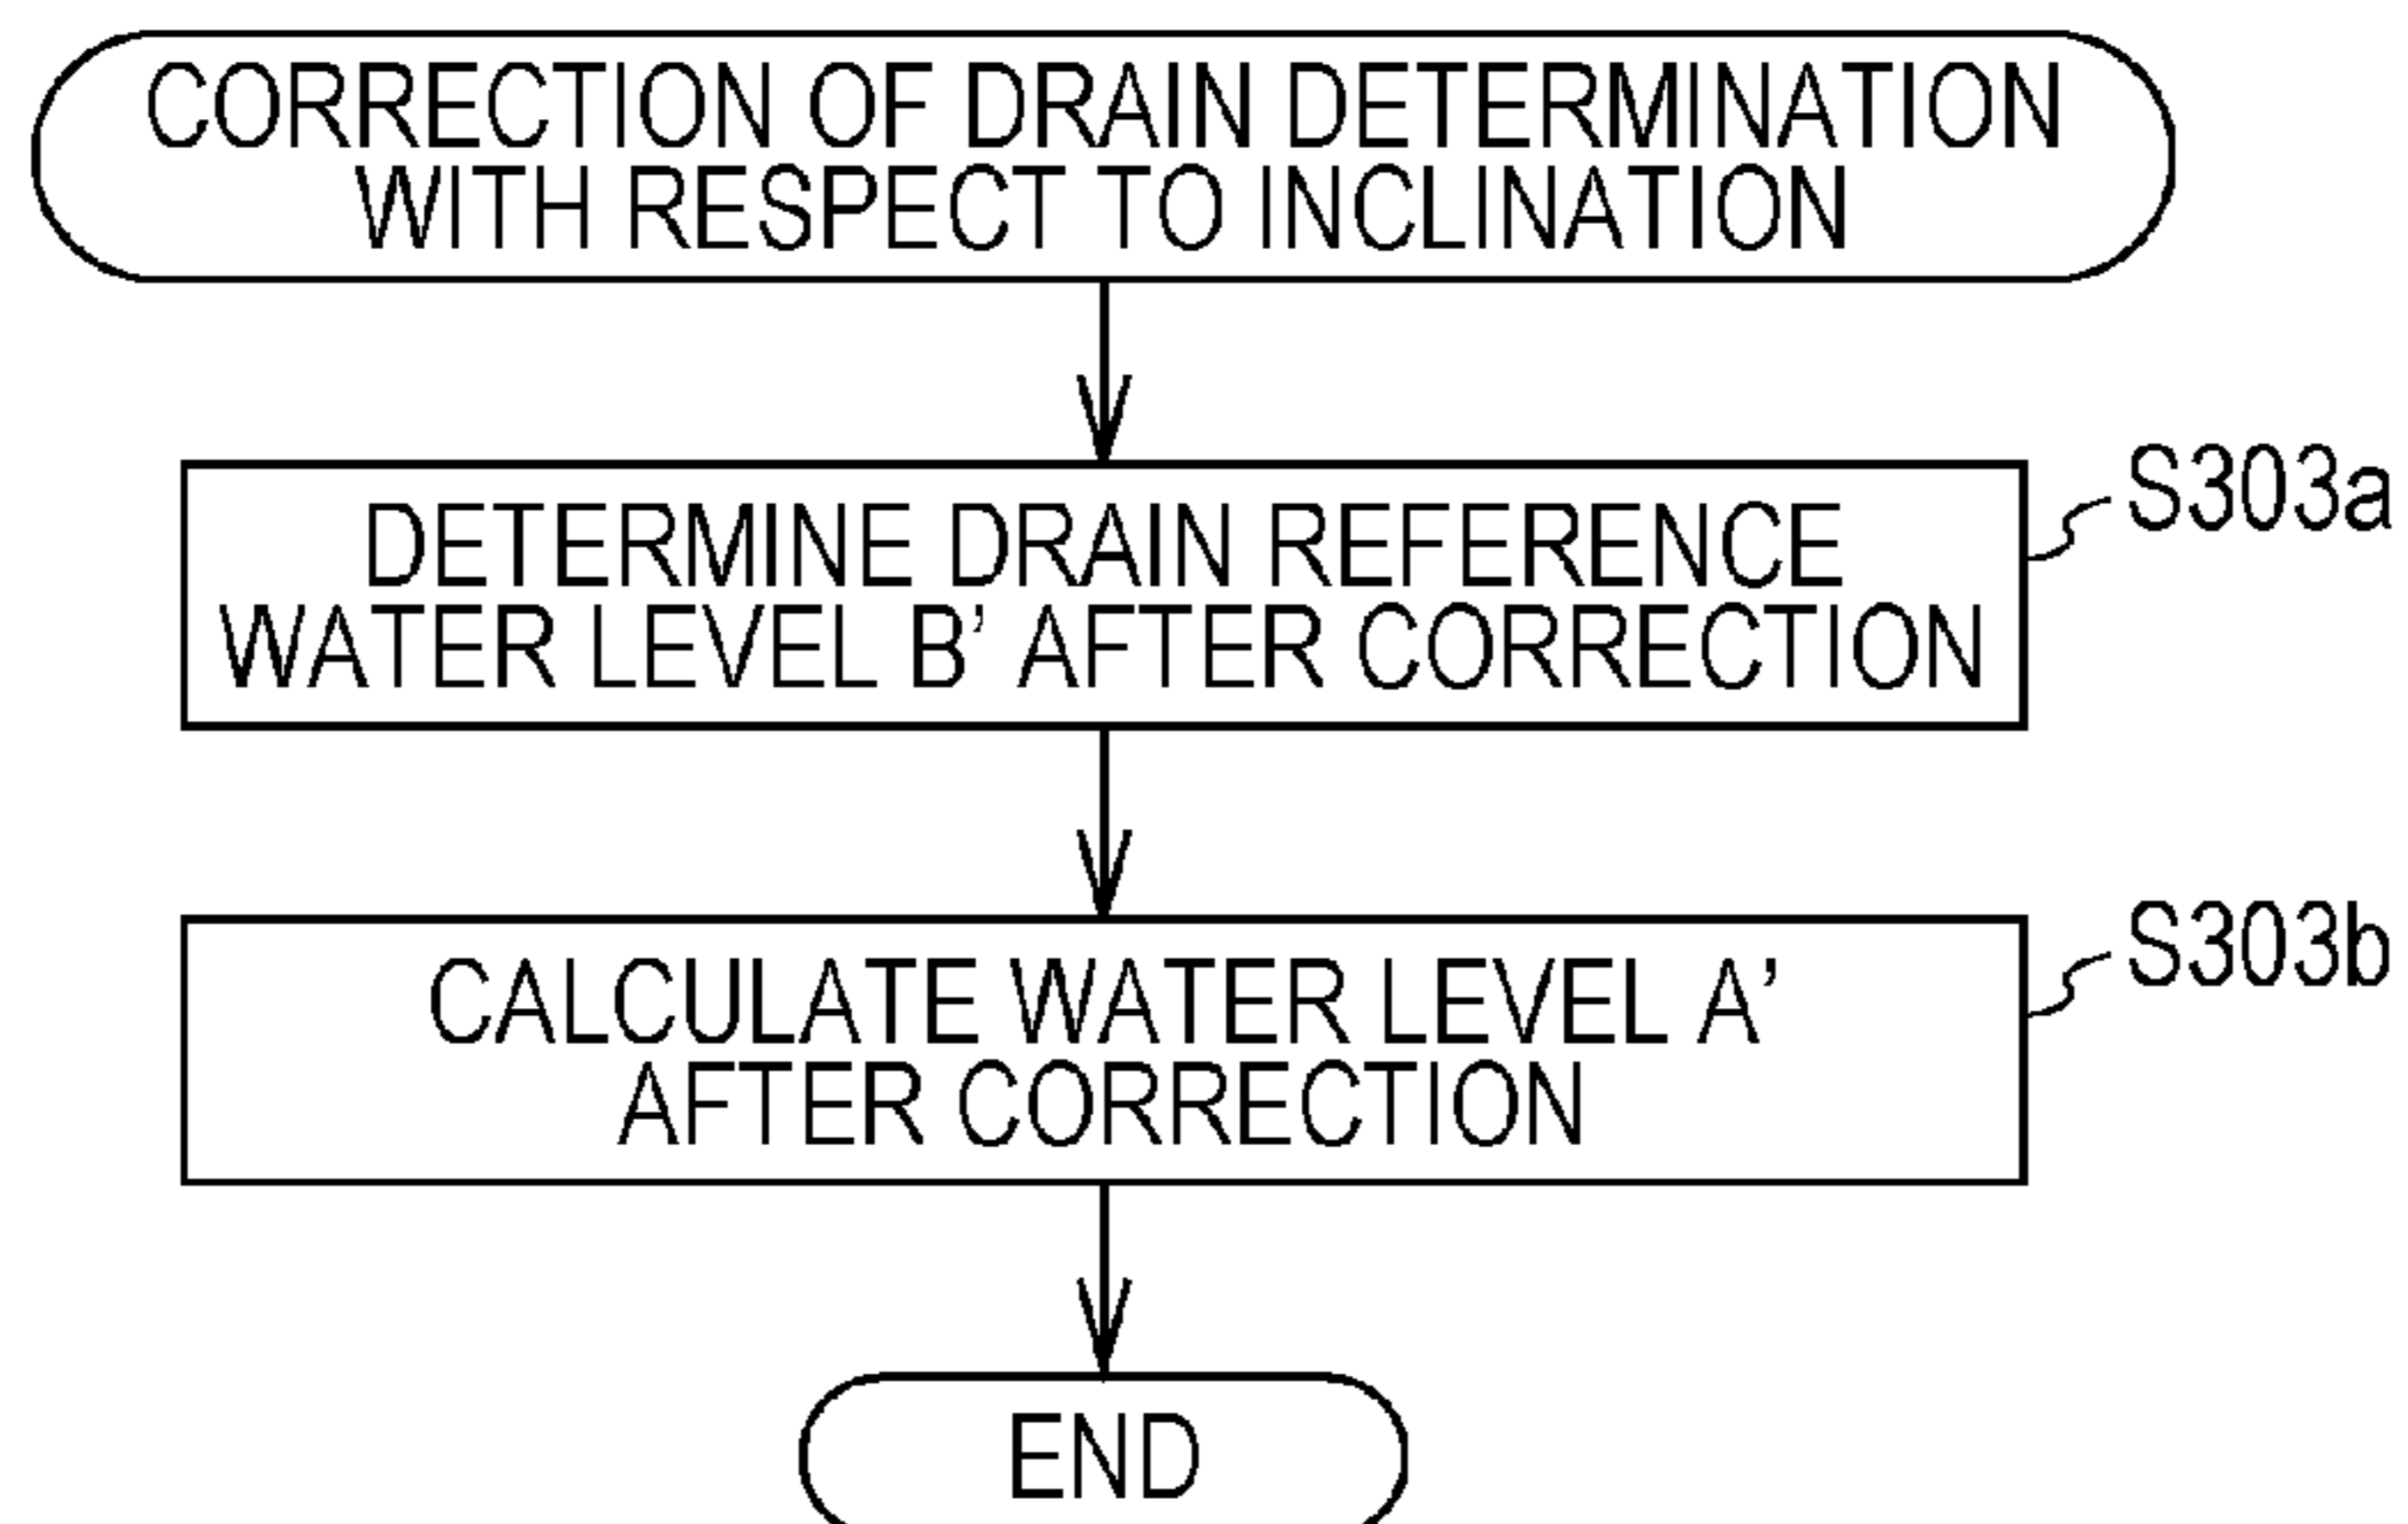 CORRECTION OF DRAIN DETERMINATION
WITH RESPECT TO INCLINATION
S303a
DETERMINE DRAIN REFERENCE
WATER LEVEL B' AFTER CORRECTION
S303b
CALCULATE WATER LEVEL A'
AFTER CORRECTION
END